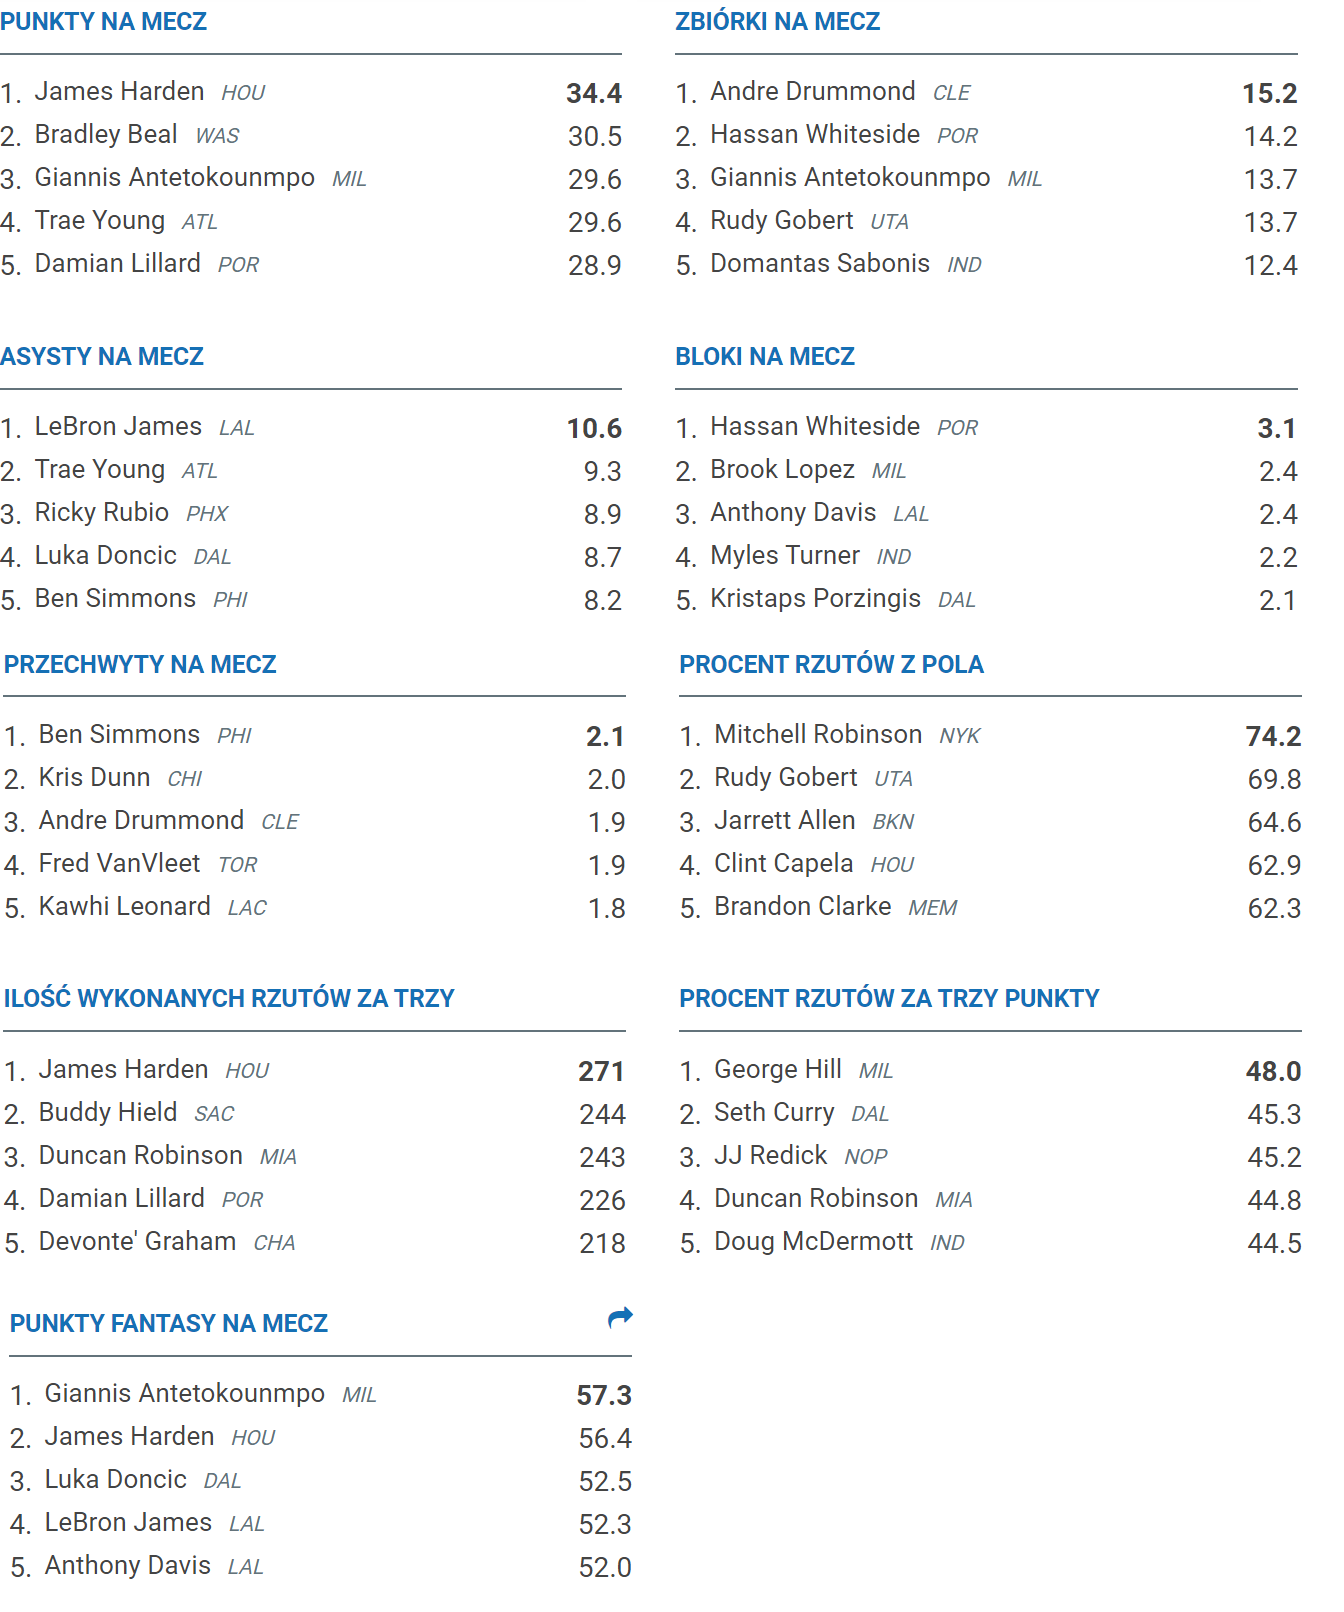 PUNKTY NA MECZ
1. James Harden HOU 34.4
2. Bradley Beal WAS 30.5
3. Giannis Antetokounmpo MIL 29.6
4. Trae Young ATL 29.6
5. Damian Lillard POR 28.9
ZBIÓRKI NA MECZ
1. Andre Drummond CLE 15.2
2. Hassan Whiteside POR 14.2
3. Giannis Antetokounmpo MIL 13.7
4. Rudy Gobert UTA 13.7
5. Domantas Sabonis IND 12.4
ASYSTY NA MECZ
1. LeBron James LAL 10.6
2. Trae Young ATL 9.3
3. Ricky Rubio PHX 8.9
4. Luka Doncic DAL 8.7
5. Ben Simmons PHI 8.2
BLOKI NA MECZ
1. Hassan Whiteside POR 3.1
2. Brook Lopez MIL 2.4
3. Anthony Davis LAL 2.4
4. Myles Turner IND 2.2
5. Kristaps Porzingis DAL 2.1
PRZECHWYTY NA MECZ
1. Ben Simmons PHI 2.1
2. Kris Dunn CHI 2.0
3. Andre Drummond CLE 1.9
4. Fred VanVleet TOR 1.9
5. Kawhi Leonard LAC 1.8
PROCENT RZUTÓW Z POLA
1. Mitchell Robinson NYK 74.2
2. Rudy Gobert UTA 69.8
3. Jarrett Allen BKN 64.6
4. Clint Capela HOU 62.9
5. Brandon Clarke MEM 62.3
ILOŚĆ WYKONANYCH RZUTÓW ZA TRZY
1. James Harden HOU 271
2. Buddy Hield SAC 244
3. Duncan Robinson MIA 243
4. Damian Lillard POR 226
5. Devonte' Graham CHA 218
PROCENT RZUTÓW ZA TRZY PUNKTY
1. George Hill MIL 48.0
2. Seth Curry DAL 45.3
3. JJ Redick NOP 45.2
4. Duncan Robinson MIA 44.8
5. Doug McDermott IND 44.5
PUNKTY FANTASY NA MECZ
1. Giannis Antetokounmpo MIL 57.3
2. James Harden HOU 56.4
3. Luka Doncic DAL 52.5
4. LeBron James LAL 52.3
5. Anthony Davis LAL 52.0